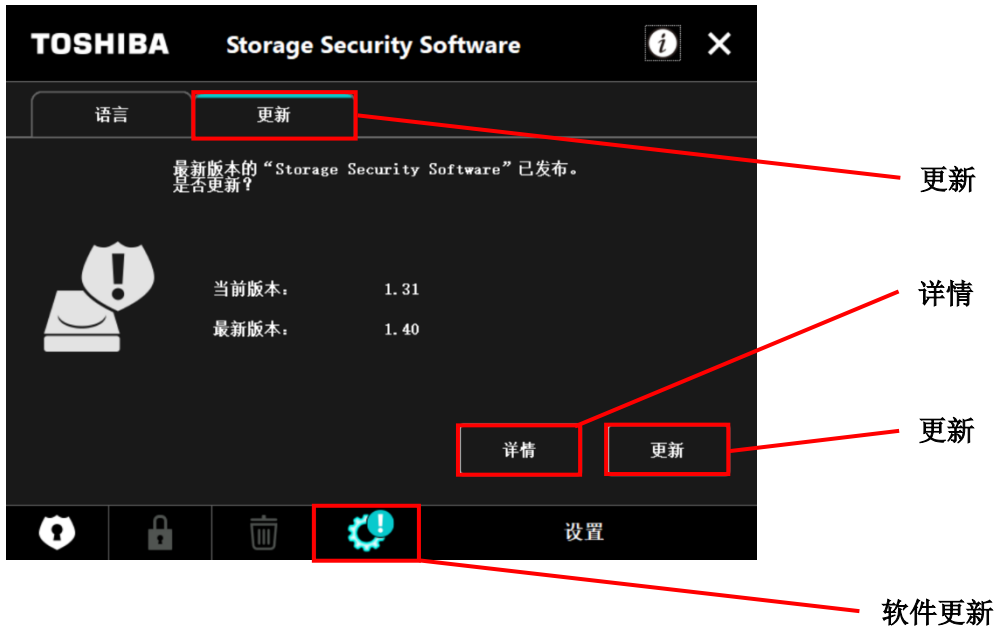 TOSHIBA Storage Security Software
语言 更新
最新版本的“Storage Security Software”已发布。
是否更新?
更新
当前版本: 1.31
详情
最新版本: 1.40
详情 更新
更新
设置
软件更新